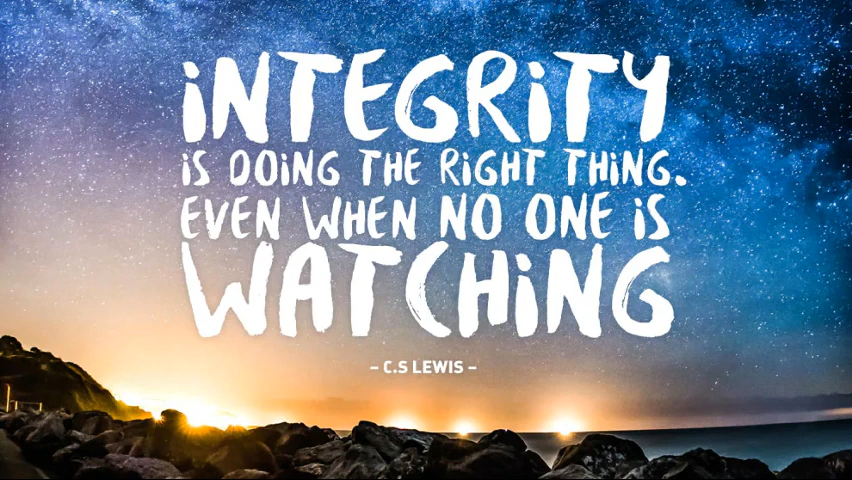 iNTEGRiTY
iS DOiNG THE RiGHT THiNG.
EVEN WHEN NO ONE iS
WATCHiNG
– C.S LEWIS –